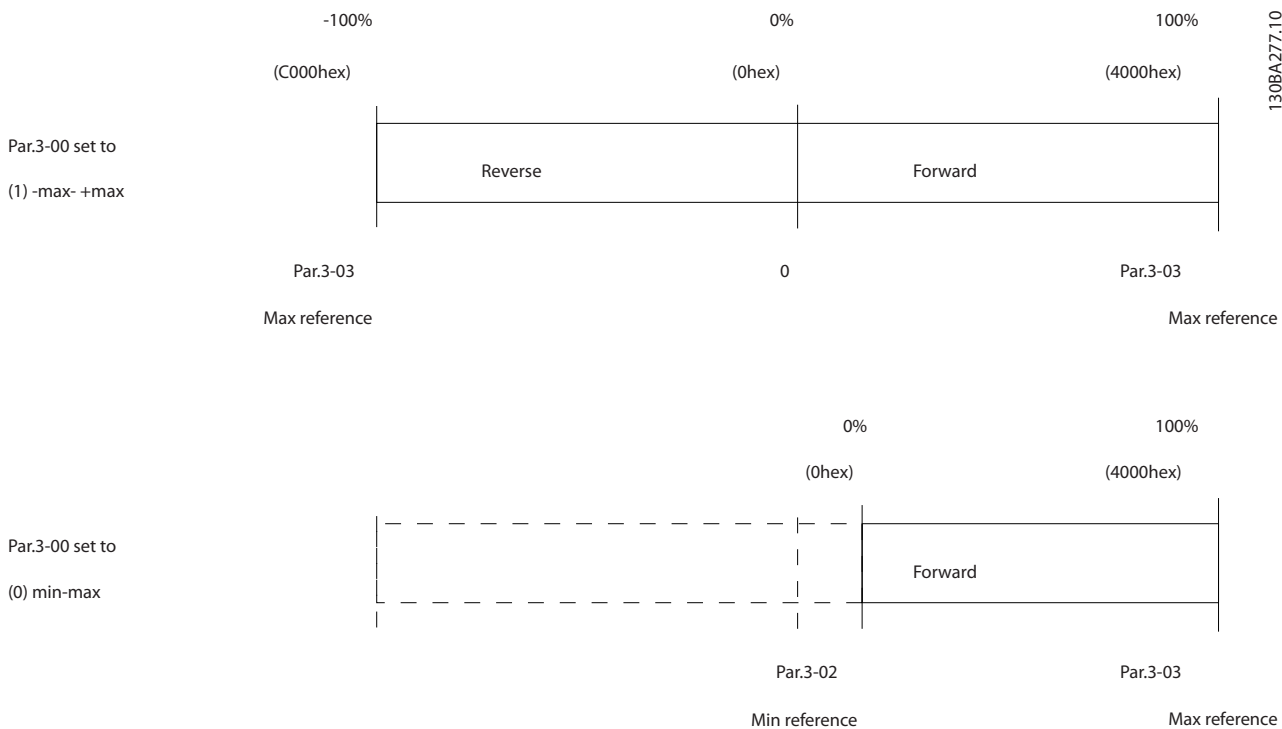 -100% 0% 100%
(C000hex) (0hex) (4000hex)
130BA277.10
Par.3-00 set to
(1) -max- +max
Reverse Forward
Par.3-03 0 Par.3-03
Max reference Max reference
0% 100%
(0hex) (4000hex)
Par.3-00 set to
(0) min-max
Forward
Par.3-02 Par.3-03
Min reference Max reference